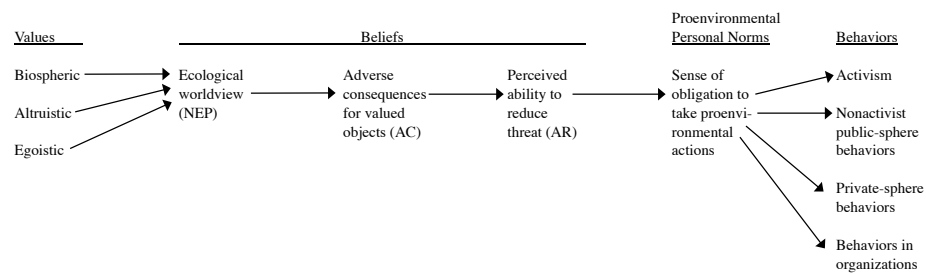 Values
Beliefs
Proenvironmental
Personal Norms
Behaviors
Biospheric
Altruistic
Egoistic
Ecological
worldview
(NEP)
Adverse
consequences
for valued
objects (AC)
Perceived
ability to
reduce
threat (AR)
Sense of
obligation to
take proenvi-
ronmental
actions
Activism
Nonactivist
public-sphere
behaviors
Private-sphere
behaviors
Behaviors in
organizations